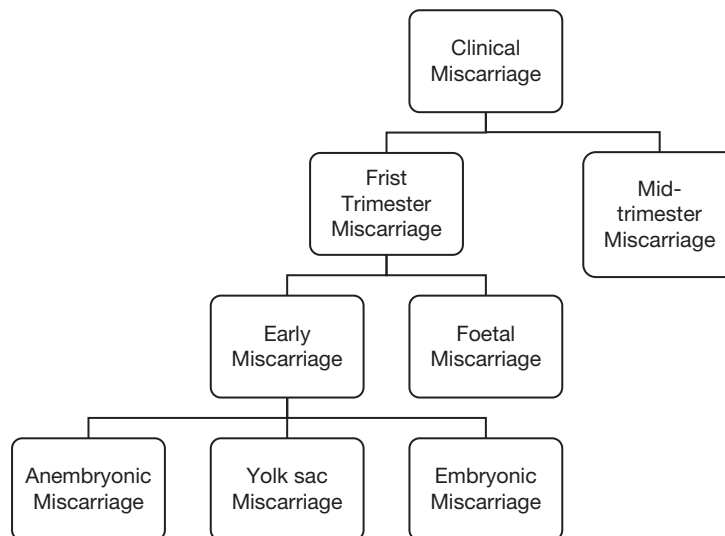 Clinical
Miscarriage
Frist
Trimester
Miscarriage
Mid-
trimester
Miscarriage
Early
Miscarriage
Foetal
Miscarriage
Anembryonic
Miscarriage
Yolk sac
Miscarriage
Embryonic
Miscarriage